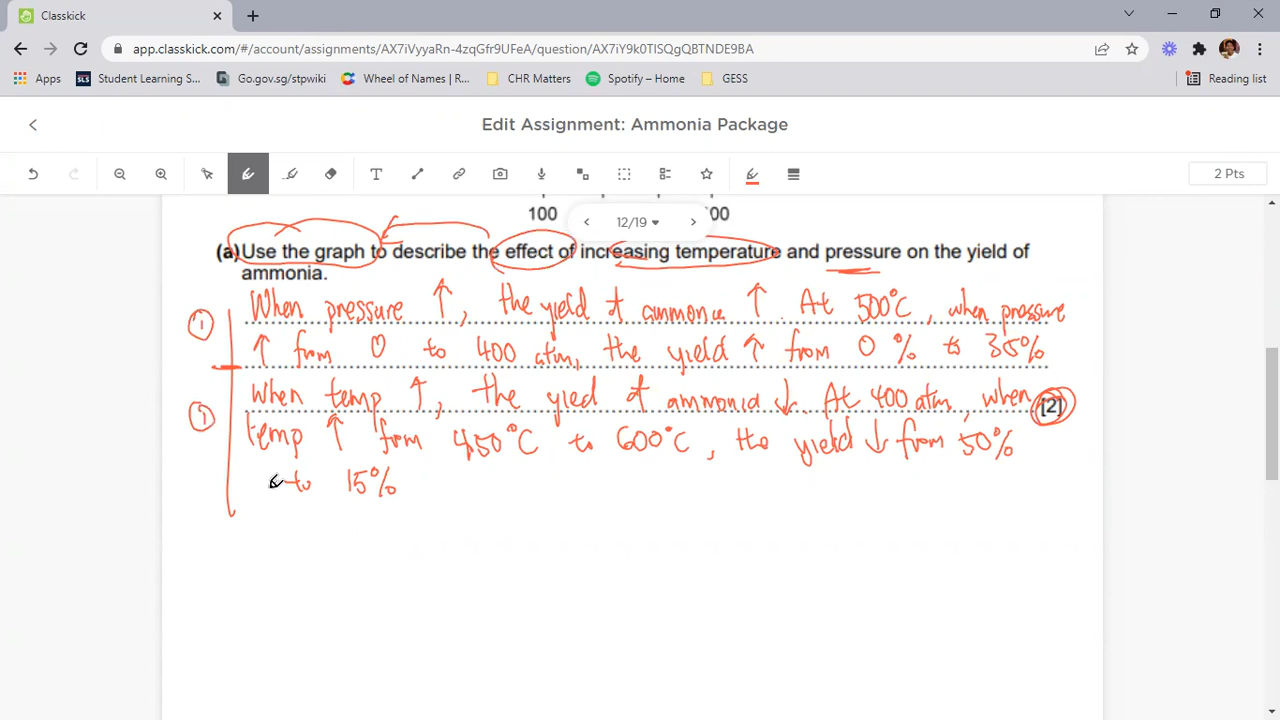 Classkick
app.classkick.com/#/account/assignments/AX7iVyyaRn-4zqGfr9UFeA/question/AX7iY9k0TISQgQBTNDE9BA
Apps
Student Learning S...
Go.gov.sg/stpwiki
Wheel of Names | R...
CHR Matters
Spotify – Home
GESS
Reading list
Edit Assignment: Ammonia Package
2 Pts
100
00
12/19
(a) Use the graph to describe the effect of increasing temperature and pressure on the yield of
ammonia.
① When pressure ↑, the yield of ammonia ↑. At 500°C, when pressure
↑ from 0 to 400 atm, the yield ↑ from 0 % to 35%
① When temp ↑, the yield of ammonia ↓. At 400 atm, when [2]
temp ↑ from 450°C to 600°C, the yield ↓ from 50%
to 15%